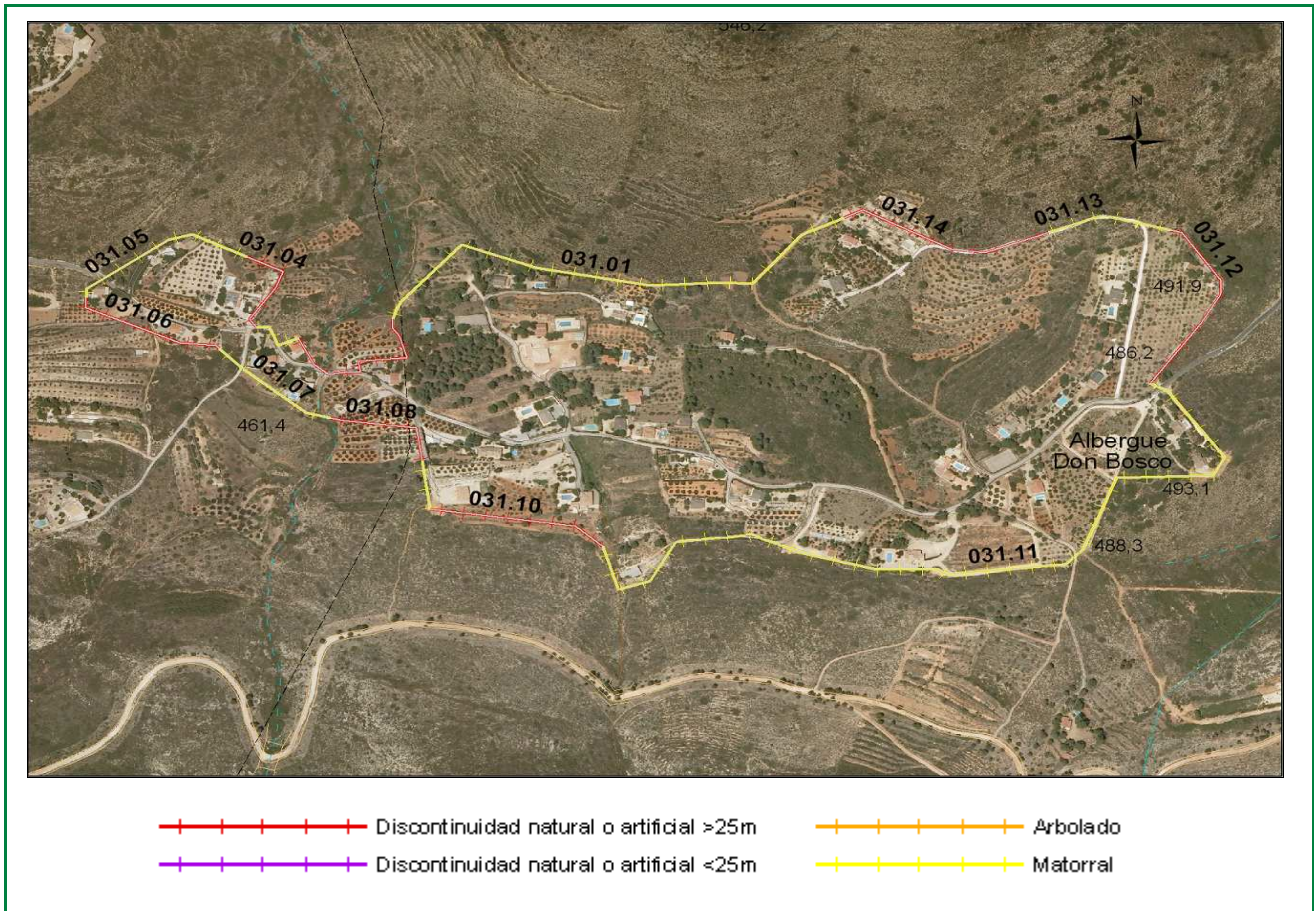 546,2
N
031.14
031.13
031.12
031.05
031.04
031.01
031.06
491,9
486,2
031.07
031.08
461,4
Albergue
Don Bosco
493,1
031.10
031.11
488,3
Discontinuidad natural o artificial >25m
Arbolado
Discontinuidad natural o artificial <25m
Matorral